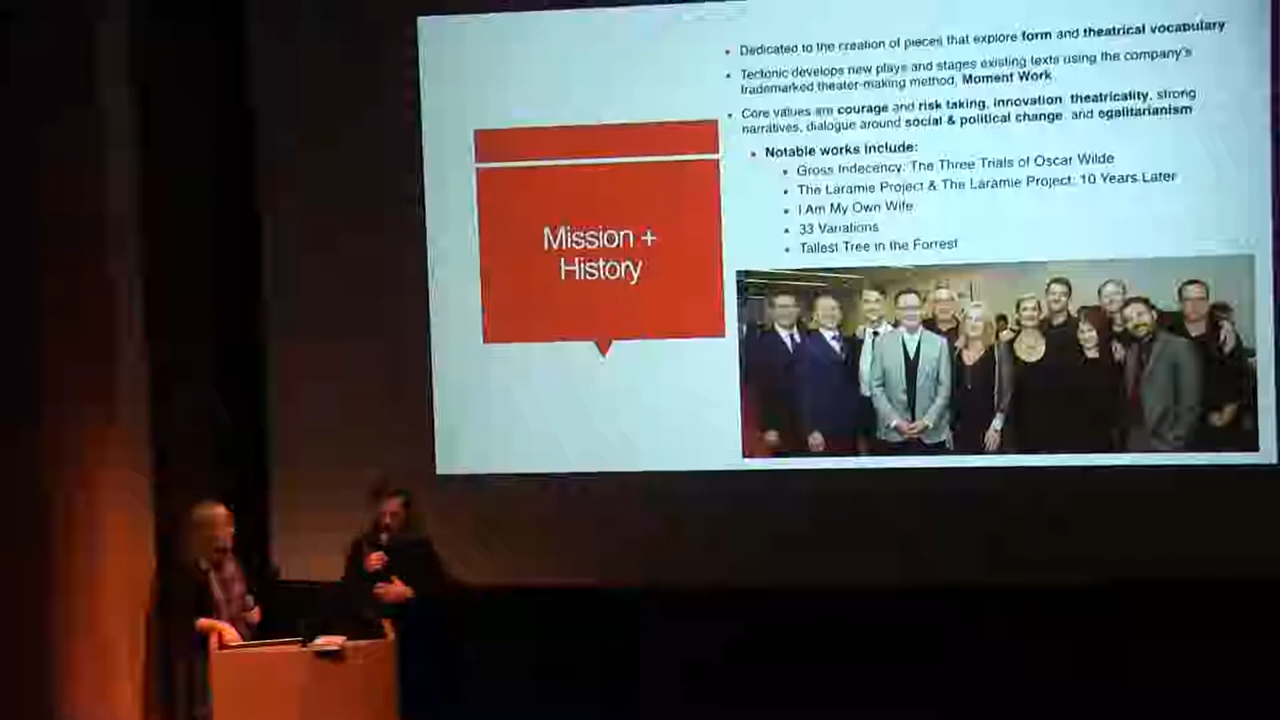 Mission +
History
Dedicated to the creation of pieces that explore form and theatrical vocabulary
Tectonic develops new plays and stages existing texts using the company's
trademarked theater-making method, Moment Work
Core values are courage and risk taking, innovation, theatricality, strong
narratives, dialogue around social & political change, and egalitarianism
Notable works include:
Gross Indecency: The Three Trials of Oscar Wilde
The Laramie Project & The Laramie Project: 10 Years Later
I Am My Own Wife
33 Variations
Tallest Tree in the Forrest